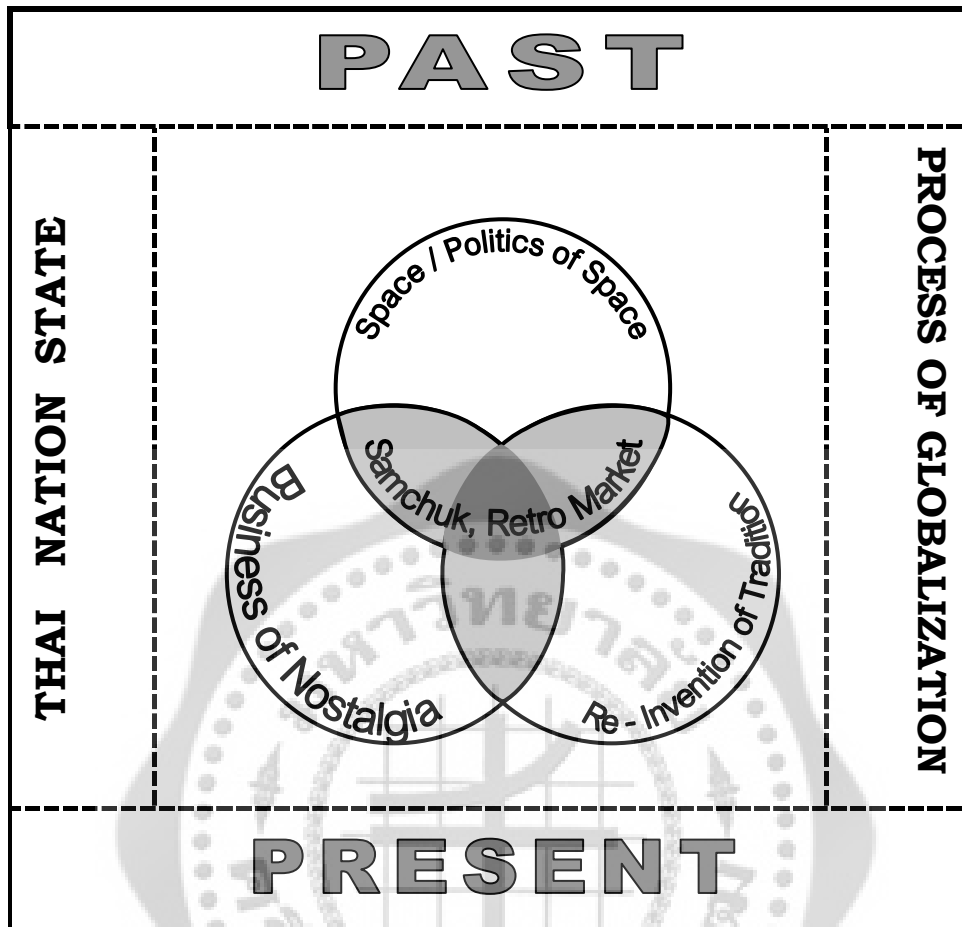 PAST
THAI NATION STATE
PROCESS OF GLOBALIZATION
Space / Politics of Space
Samchuk, Retro Market
Business of Nostalgia
Re - Invention of Tradition
PRESENT